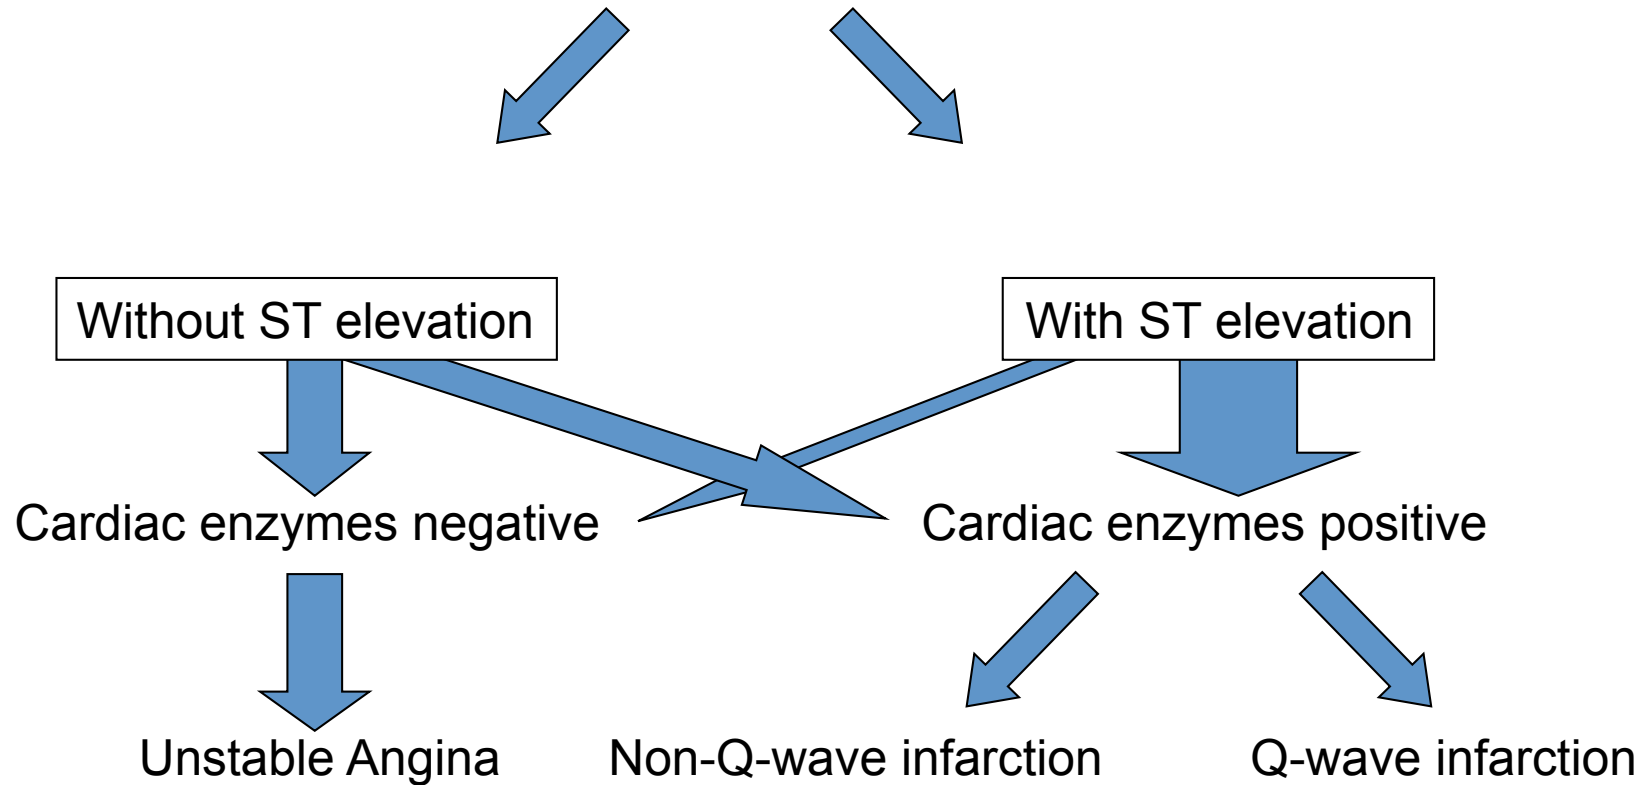 Without ST elevation
With ST elevation
Cardiac enzymes negative
Cardiac enzymes positive
Unstable Angina
Non-Q-wave infarction
Q-wave infarction